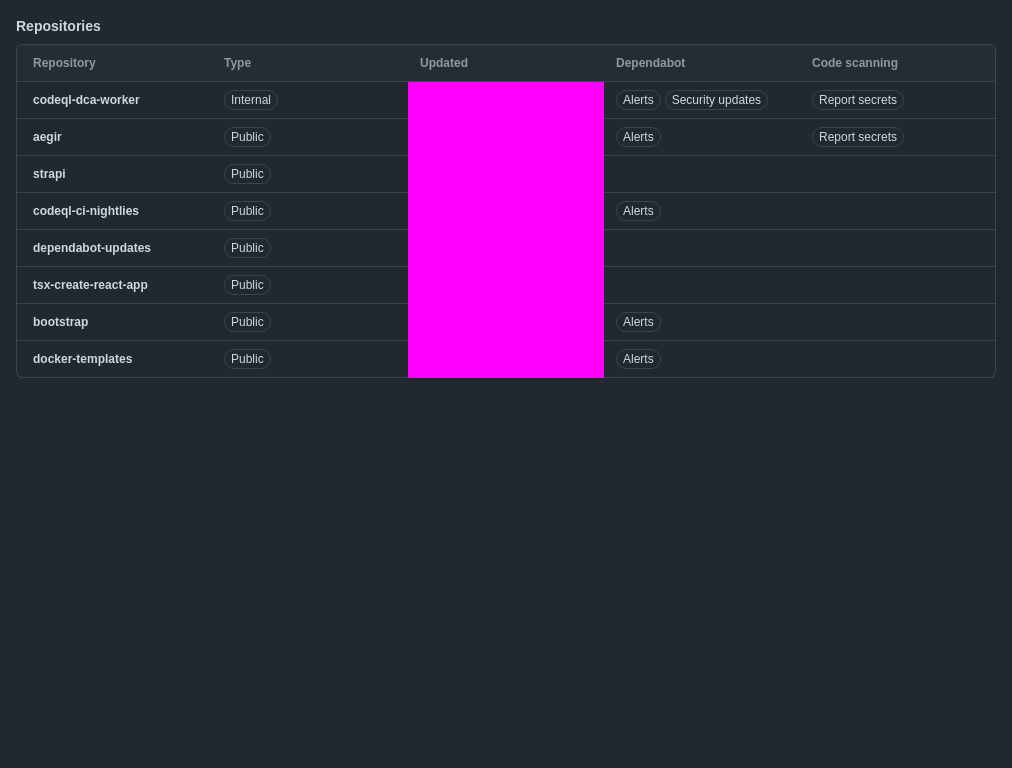 Repositories
Repository Type Updated Dependabot Code scanning
codeql-dca-worker Internal Alerts Security updates Report secrets
aegir Public Alerts Report secrets
strapi Public
codeql-ci-nightlies Public Alerts
dependabot-updates Public
tsx-create-react-app Public
bootstrap Public Alerts
docker-templates Public Alerts